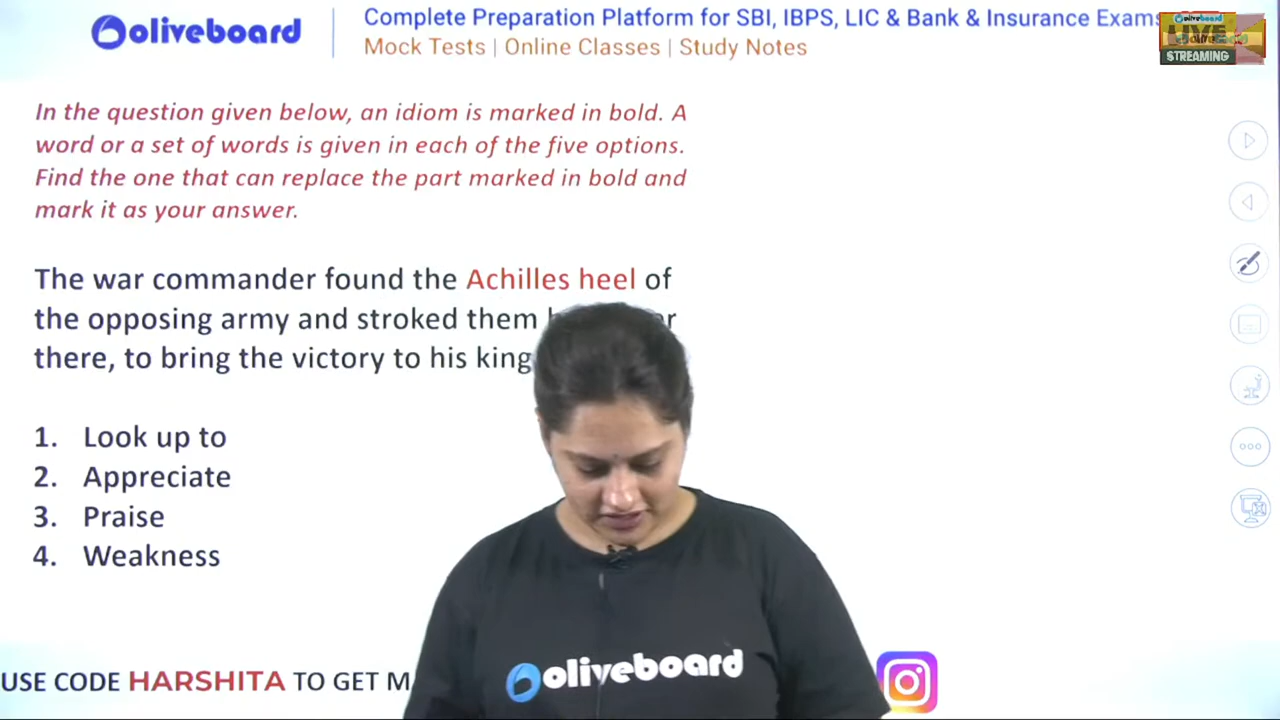 oliveboard
Complete Preparation Platform for SBI, IBPS, LIC & Bank & Insurance Exams
Mock Tests | Online Classes | Study Notes
oliveboard
LIVE
STREAMING
In the question given below, an idiom is marked in bold. A
word or a set of words is given in each of the five options.
Find the one that can replace the part marked in bold and
mark it as your answer.
The war commander found the Achilles heel of
the opposing army and stroked them
there, to bring the victory to his king
1. Look up to
2. Appreciate
3. Praise
4. Weakness
oliveboard
USE CODE HARSHITA TO GET M